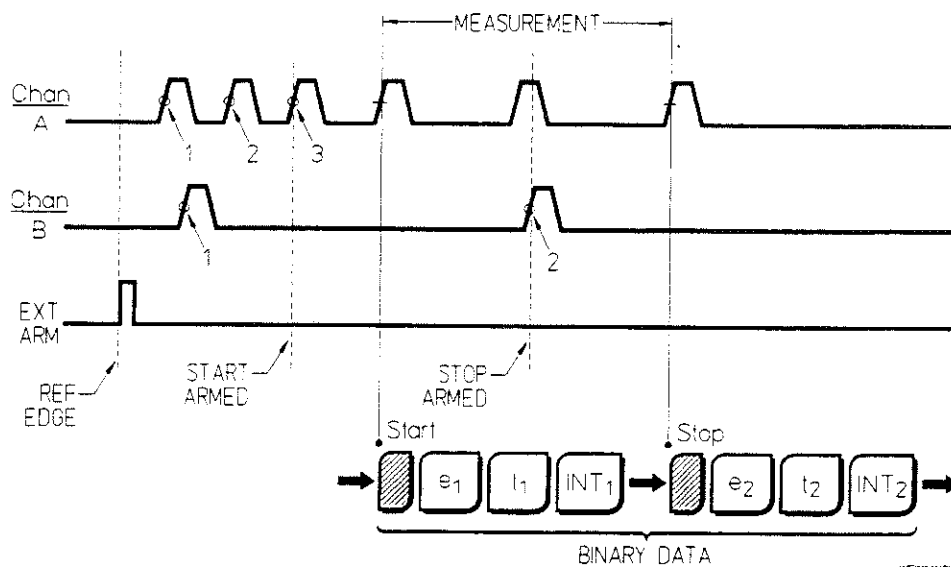 MEASUREMENT
Chan
A
1
2
3
Chan
B
1
2
EXT
ARM
REF
EDGE
START
ARMED
STOP
ARMED
Start
Stop
e1
t1
INT1
e2
t2
INT2
BINARY DATA